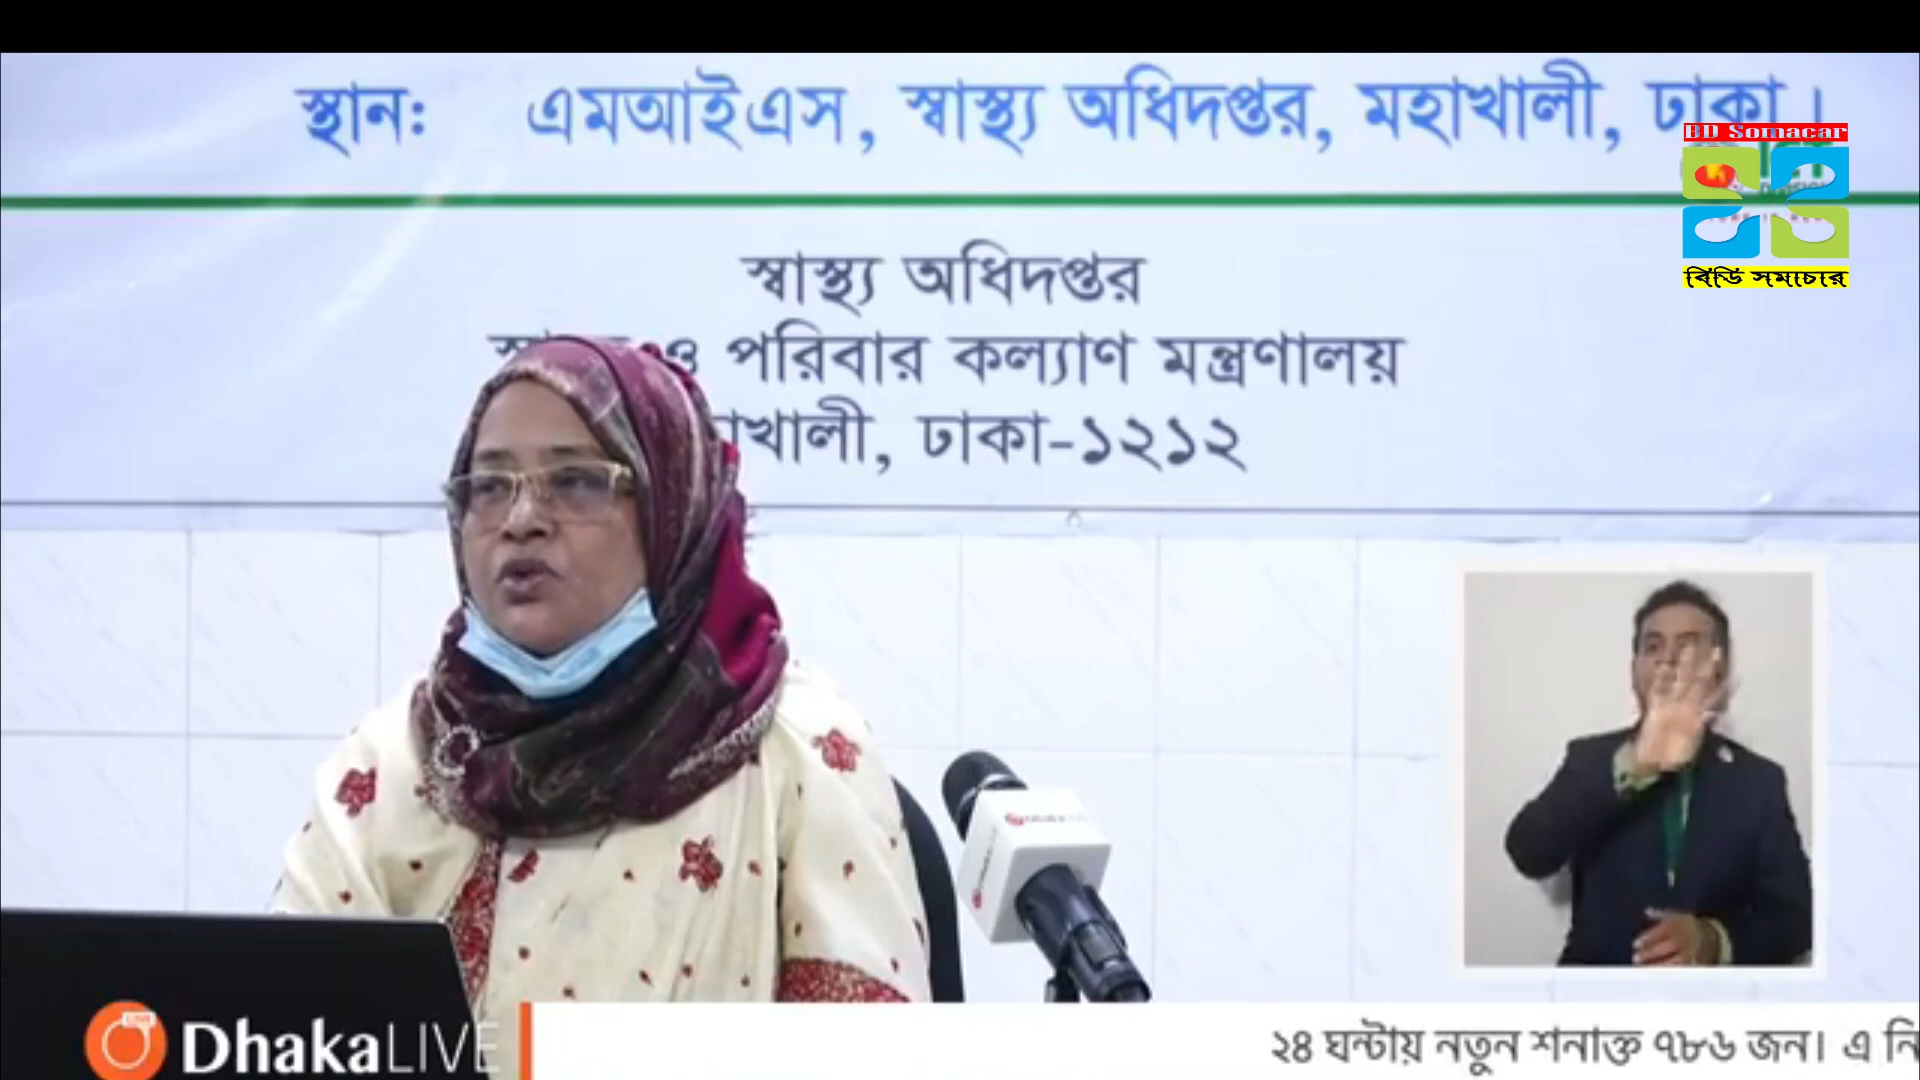 স্থান: এমআইএস, স্বাস্থ্য অধিদপ্তর, মহাখালী, ঢাকা।
BD Somacar
বিডি সমাচার
স্বাস্থ্য অধিদপ্তর
ও পরিবার কল্যাণ মন্ত্রণালয়
ঢাকা-১২১২
DhakaLIVE
২৪ ঘন্টায় নতুন শনাক্ত ৭৮৬ জন। এ